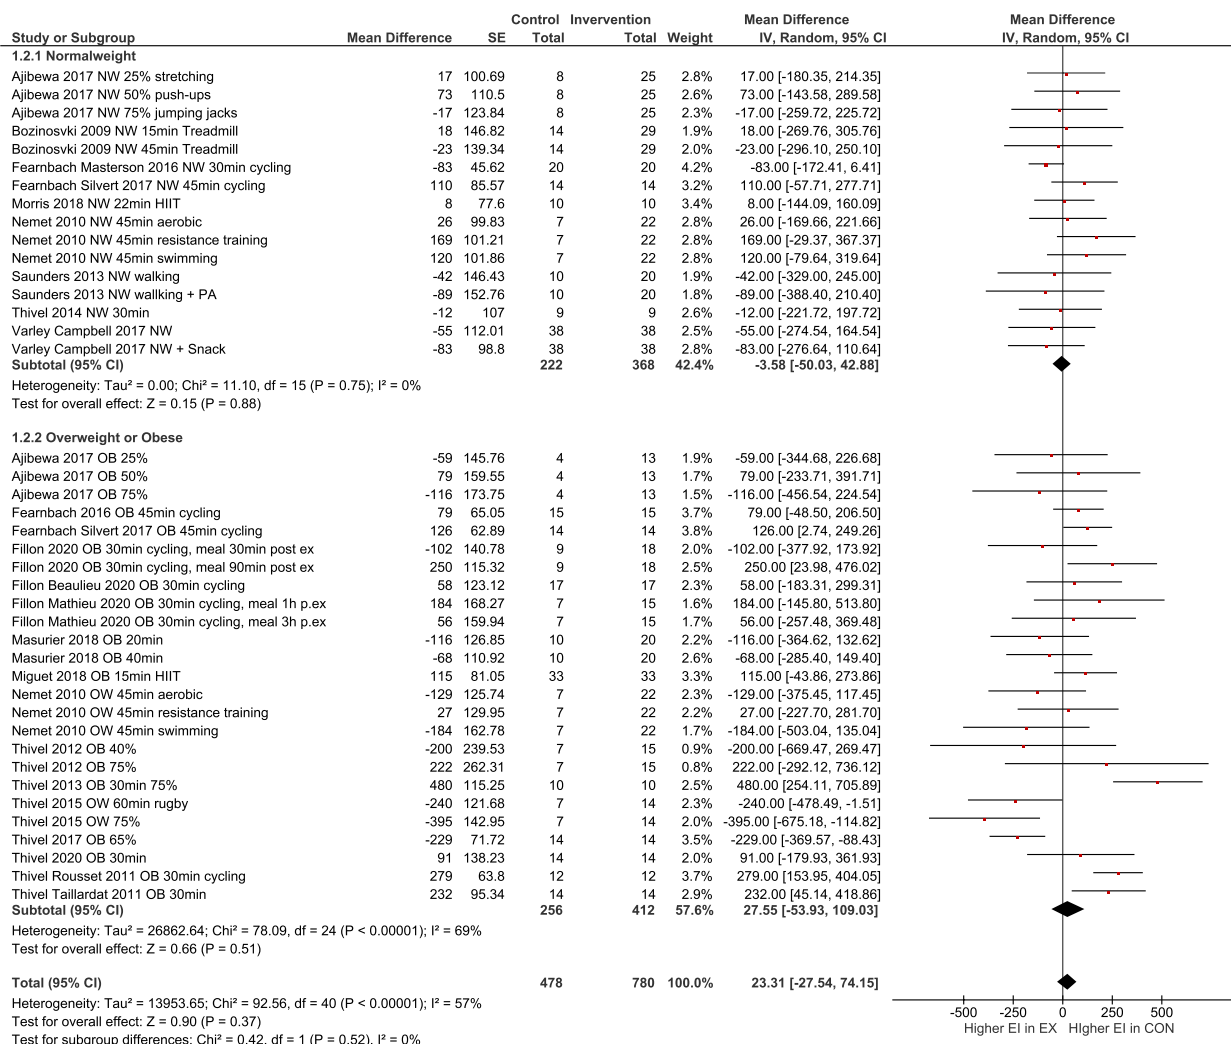 Control Invervention Mean Difference Mean Difference
Study or Subgroup Mean Difference SE Total Total Weight IV, Random, 95% CI IV, Random, 95% CI
1.2.1 Normalweight
Ajibewa 2017 NW 25% stretching 17 100.69 8 25 2.8% 17.00 [-180.35, 214.35]
Ajibewa 2017 NW 50% push-ups 73 110.5 8 25 2.6% 73.00 [-143.58, 289.58]
Ajibewa 2017 NW 75% jumping jacks -17 123.84 8 25 2.3% -17.00 [-259.72, 225.72]
Bozinosvki 2009 NW 15min Treadmill 18 146.82 14 29 1.9% 18.00 [-269.76, 305.76]
Bozinosvki 2009 NW 45min Treadmill -23 139.34 14 29 2.0% -23.00 [-296.10, 250.10]
Fearnbach Masterson 2016 NW 30min cycling -83 45.62 20 20 4.2% -83.00 [-172.41, 6.41]
Fearnbach Silvert 2017 NW 45min cycling 110 85.57 14 14 3.2% 110.00 [-57.71, 277.71]
Morris 2018 NW 22min HIIT 8 77.6 10 10 3.4% 8.00 [-144.09, 160.09]
Nemet 2010 NW 45min aerobic 26 99.83 7 22 2.8% 26.00 [-169.66, 221.66]
Nemet 2010 NW 45min resistance training 169 101.21 7 22 2.8% 169.00 [-29.37, 367.37]
Nemet 2010 NW 45min swimming 120 101.86 7 22 2.8% 120.00 [-79.64, 319.64]
Saunders 2013 NW walking -42 146.43 10 20 1.9% -42.00 [-329.00, 245.00]
Saunders 2013 NW wallking + PA -89 152.76 10 20 1.8% -89.00 [-388.40, 210.40]
Thivel 2014 NW 30min -12 107 9 9 2.6% -12.00 [-221.72, 197.72]
Varley Campbell 2017 NW -55 112.01 38 38 2.5% -55.00 [-274.54, 164.54]
Varley Campbell 2017 NW + Snack -83 98.8 38 38 2.8% -83.00 [-276.64, 110.64]
Subtotal (95% CI) 222 368 42.4% -3.58 [-50.03, 42.88]
Heterogeneity: Tau² = 0.00; Chi² = 11.10, df = 15 (P = 0.75); I² = 0%
Test for overall effect: Z = 0.15 (P = 0.88)
1.2.2 Overweight or Obese
Ajibewa 2017 OB 25% -59 145.76 4 13 1.9% -59.00 [-344.68, 226.68]
Ajibewa 2017 OB 50% 79 159.55 4 13 1.7% 79.00 [-233.71, 391.71]
Ajibewa 2017 OB 75% -116 173.75 4 13 1.5% -116.00 [-456.54, 224.54]
Fearnbach 2016 OB 45min cycling 79 65.05 15 15 3.7% 79.00 [-48.50, 206.50]
Fearnbach Silvert 2017 OB 45min cycling 126 62.89 14 14 3.8% 126.00 [2.74, 249.26]
Fillon 2020 OB 30min cycling, meal 30min post ex -102 140.78 9 18 2.0% -102.00 [-377.92, 173.92]
Fillon 2020 OB 30min cycling, meal 90min post ex 250 115.32 9 18 2.5% 250.00 [23.98, 476.02]
Fillon Beaulieu 2020 OB 30min cycling 58 123.12 17 17 2.3% 58.00 [-183.31, 299.31]
Fillon Mathieu 2020 OB 30min cycling, meal 1h p.ex 184 168.27 7 15 1.6% 184.00 [-145.80, 513.80]
Fillon Mathieu 2020 OB 30min cycling, meal 3h p.ex 56 159.94 7 15 1.7% 56.00 [-257.48, 369.48]
Masurier 2018 OB 20min -116 126.85 10 20 2.2% -116.00 [-364.62, 132.62]
Masurier 2018 OB 40min -68 110.92 10 20 2.6% -68.00 [-285.40, 149.40]
Miguet 2018 OB 15min HIIT 115 81.05 33 33 3.3% 115.00 [-43.86, 273.86]
Nemet 2010 OW 45min aerobic -129 125.74 7 22 2.3% -129.00 [-375.45, 117.45]
Nemet 2010 OW 45min resistance training 27 129.95 7 22 2.2% 27.00 [-227.70, 281.70]
Nemet 2010 OW 45min swimming -184 162.78 7 22 1.7% -184.00 [-503.04, 135.04]
Thivel 2012 OB 40% -200 239.53 7 15 0.9% -200.00 [-669.47, 269.47]
Thivel 2012 OB 75% 222 262.31 7 15 0.8% 222.00 [-292.12, 736.12]
Thivel 2013 OB 30min 75% 480 115.25 10 10 2.5% 480.00 [254.11, 705.89]
Thivel 2015 OW 60min rugby -240 121.68 7 14 2.3% -240.00 [-478.49, -1.51]
Thivel 2015 OW 75% -395 142.95 7 14 2.0% -395.00 [-675.18, -114.82]
Thivel 2017 OB 65% -229 71.72 14 14 3.5% -229.00 [-369.57, -88.43]
Thivel 2020 OB 30min 91 138.23 14 14 2.0% 91.00 [-179.93, 361.93]
Thivel Rousset 2011 OB 30min cycling 279 63.8 12 12 3.7% 279.00 [153.95, 404.05]
Thivel Taillardat 2011 OB 30min 232 95.34 14 14 2.9% 232.00 [45.14, 418.86]
Subtotal (95% CI) 256 412 57.6% 27.55 [-53.93, 109.03]
Heterogeneity: Tau² = 26862.64; Chi² = 78.09, df = 24 (P < 0.00001); I² = 69%
Test for overall effect: Z = 0.66 (P = 0.51)
Total (95% CI) 478 780 100.0% 23.31 [-27.54, 74.15]
Heterogeneity: Tau² = 13953.65; Chi² = 92.56, df = 40 (P < 0.00001); I² = 57%
-500 -250 0 250 500
Test for overall effect: Z = 0.90 (P = 0.37)
Higher EI in EX HIgher EI in CON
Test for subgroup differences: Chi² = 0.42, df = 1 (P = 0.52), I² = 0%